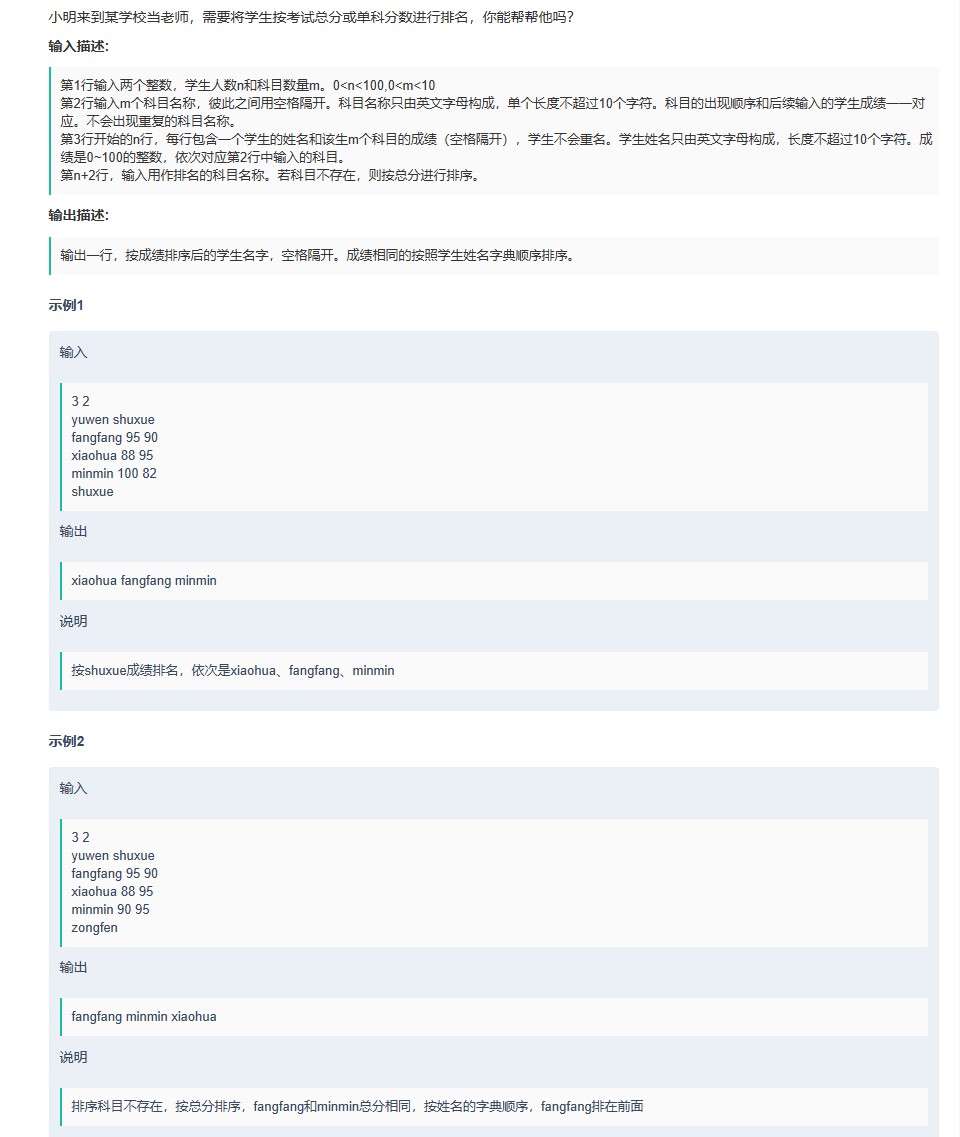 小明来到某学校当老师，需要将学生按考试总分或单科分数进行排名，你能帮帮他吗？
输入描述:
第1行输入两个整数，学生人数n和科目数量m。0<n<100,0<m<10
第2行输入m个科目名称，彼此之间用空格隔开。科目名称只由英文字母构成，单个长度不超过10个字符。科目的出现顺序和后续输入的学生成绩一一对
应。不会出现重复的科目名称。
第3行开始的n行，每行包含一个学生的姓名和该生m个科目的成绩（空格隔开），学生不会重名。学生姓名只由英文字母构成，长度不超过10个字符。成
绩是0~100的整数，依次对应第2行中输入的科目。
第n+2行，输入用作排名的科目名称。若科目不存在，则按总分进行排序。
输出描述:
输出一行，按成绩排序后的学生名字，空格隔开。成绩相同的按照学生姓名字典顺序排序。
示例1
输入
3 2
yuwen shuxue
fangfang 95 90
xiaohua 88 95
minmin 100 82
shuxue
输出
xiaohua fangfang minmin
说明
按shuxue成绩排名，依次是xiaohua、fangfang、minmin
示例2
输入
3 2
yuwen shuxue
fangfang 95 90
xiaohua 88 95
minmin 90 95
zongfen
输出
fangfang minmin xiaohua
说明
排序科目不存在，按总分排序，fangfang和minmin总分相同，按姓名的字典顺序，fangfang排在前面